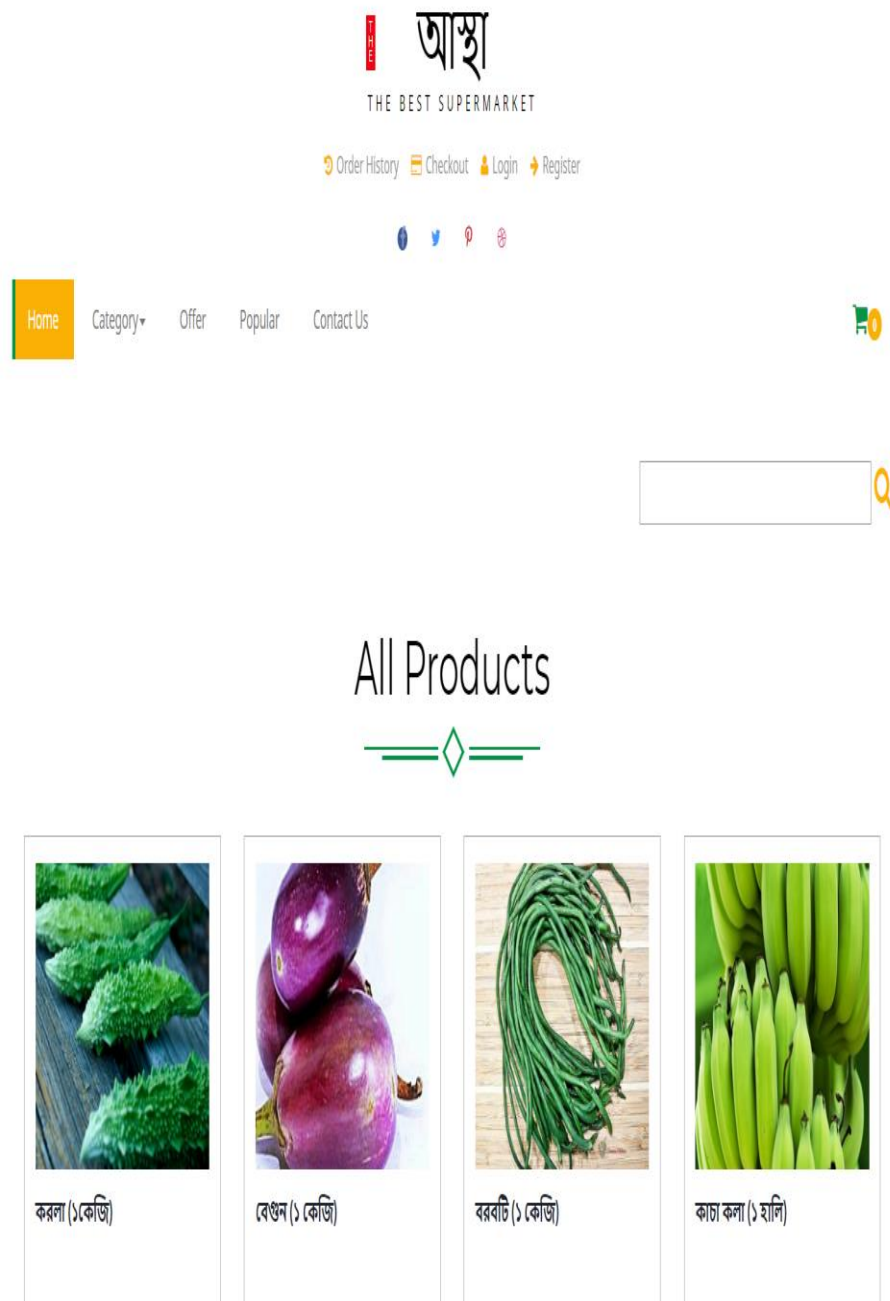 THE আস্থা
THE BEST SUPERMARKET
Order History Checkout Login Register
Home Category▾ Offer Popular Contact Us 0
All Products
করলা (১কেজি) বেগুন (১ কেজি) বরবটি (১ কেজি) কাচা কলা (১ হালি)